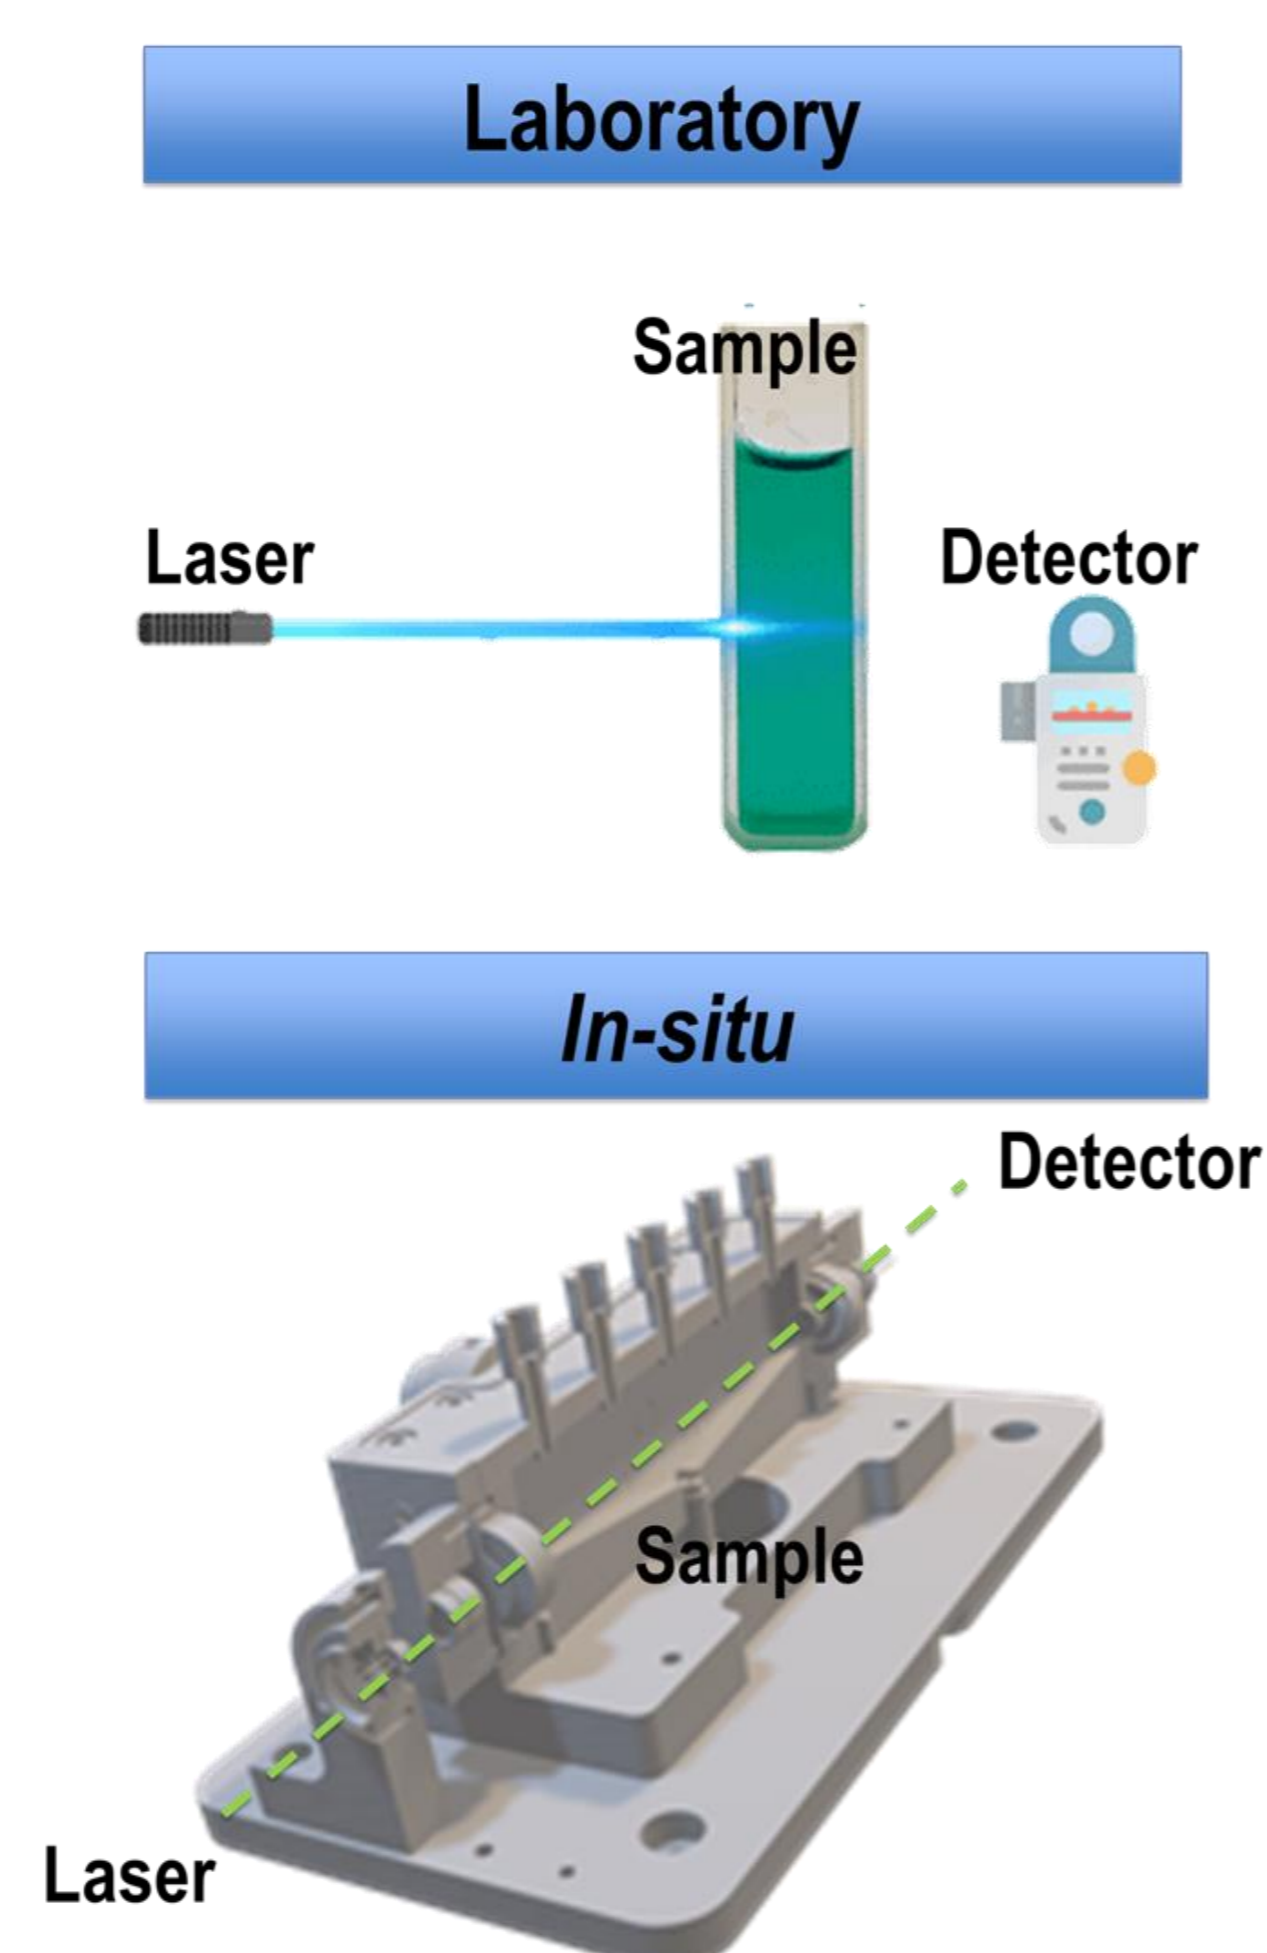 Laboratory
Sample
Laser
Detector
In-situ
Detector
Sample
Laser